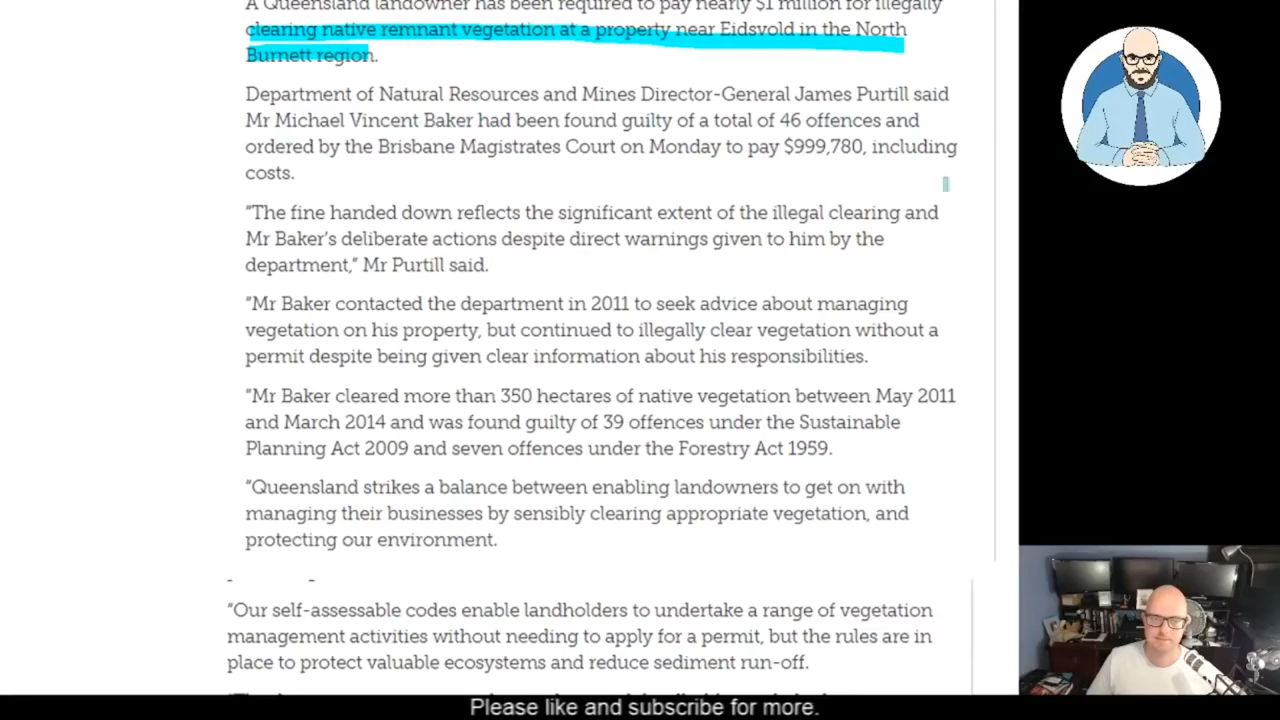 A Queensland landowner has been required to pay nearly $1 million for illegally
clearing native remnant vegetation at a property near Eidsvold in the North
Burnett region.
Department of Natural Resources and Mines Director-General James Purtill said
Mr Michael Vincent Baker had been found guilty of a total of 46 offences and
ordered by the Brisbane Magistrates Court on Monday to pay $999,780, including
costs.
"The fine handed down reflects the significant extent of the illegal clearing and
Mr Baker's deliberate actions despite direct warnings given to him by the
department," Mr Purtill said.
"Mr Baker contacted the department in 2011 to seek advice about managing
vegetation on his property, but continued to illegally clear vegetation without a
permit despite being given clear information about his responsibilities.
"Mr Baker cleared more than 350 hectares of native vegetation between May 2011
and March 2014 and was found guilty of 39 offences under the Sustainable
Planning Act 2009 and seven offences under the Forestry Act 1959.
"Queensland strikes a balance between enabling landowners to get on with
managing their businesses by sensibly clearing appropriate vegetation, and
protecting our environment.
"Our self-assessable codes enable landholders to undertake a range of vegetation
management activities without needing to apply for a permit, but the rules are in
place to protect valuable ecosystems and reduce sediment run-off.
Please like and subscribe for more.